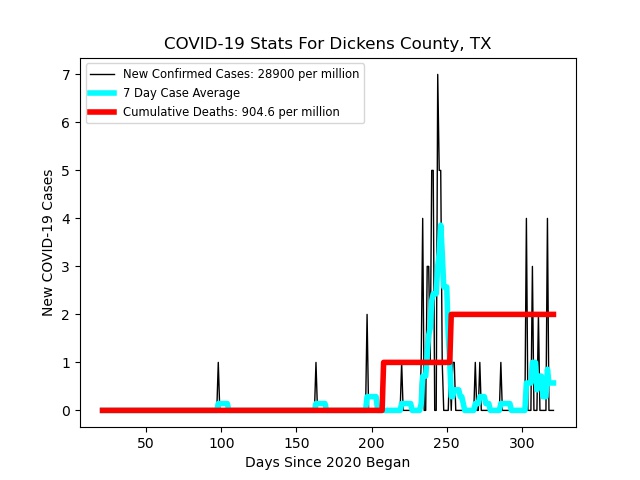 COVID-19 Stats For Dickens County, TX
New Confirmed Cases: 28900 per million
7 Day Case Average
Cumulative Deaths: 904.6 per million
New COVID-19 Cases
7
6
5
4
3
2
1
0
50
100
150
200
250
300
Days Since 2020 Began